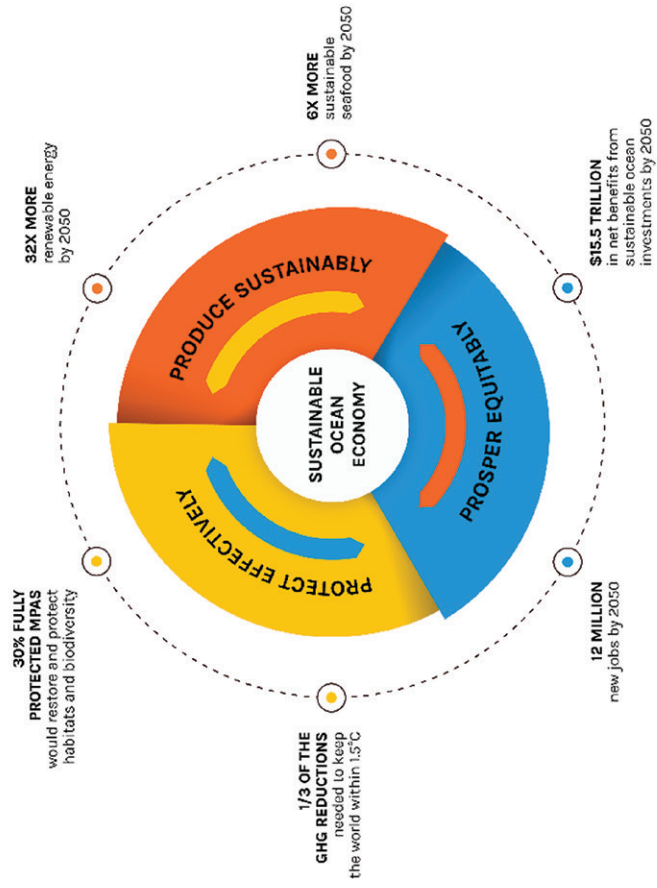 30% FULLY
PROTECTED MPAS
would restore and protect
habitats and biodiversity
32X MORE
renewable energy
by 2050
1/3 OF THE
GHG REDUCTIONS
needed to keep
the world within 1.5°C
PROTECT EFFECTIVELY
PRODUCE SUSTAINABLY
SUSTAINABLE
OCEAN
ECONOMY
PROSPER EQUITABLY
6X MORE
sustainable
seafood by 2050
12 MILLION
new jobs by 2050
$15.5 TRILLION
in net benefits from
sustainable ocean
investments by 2050